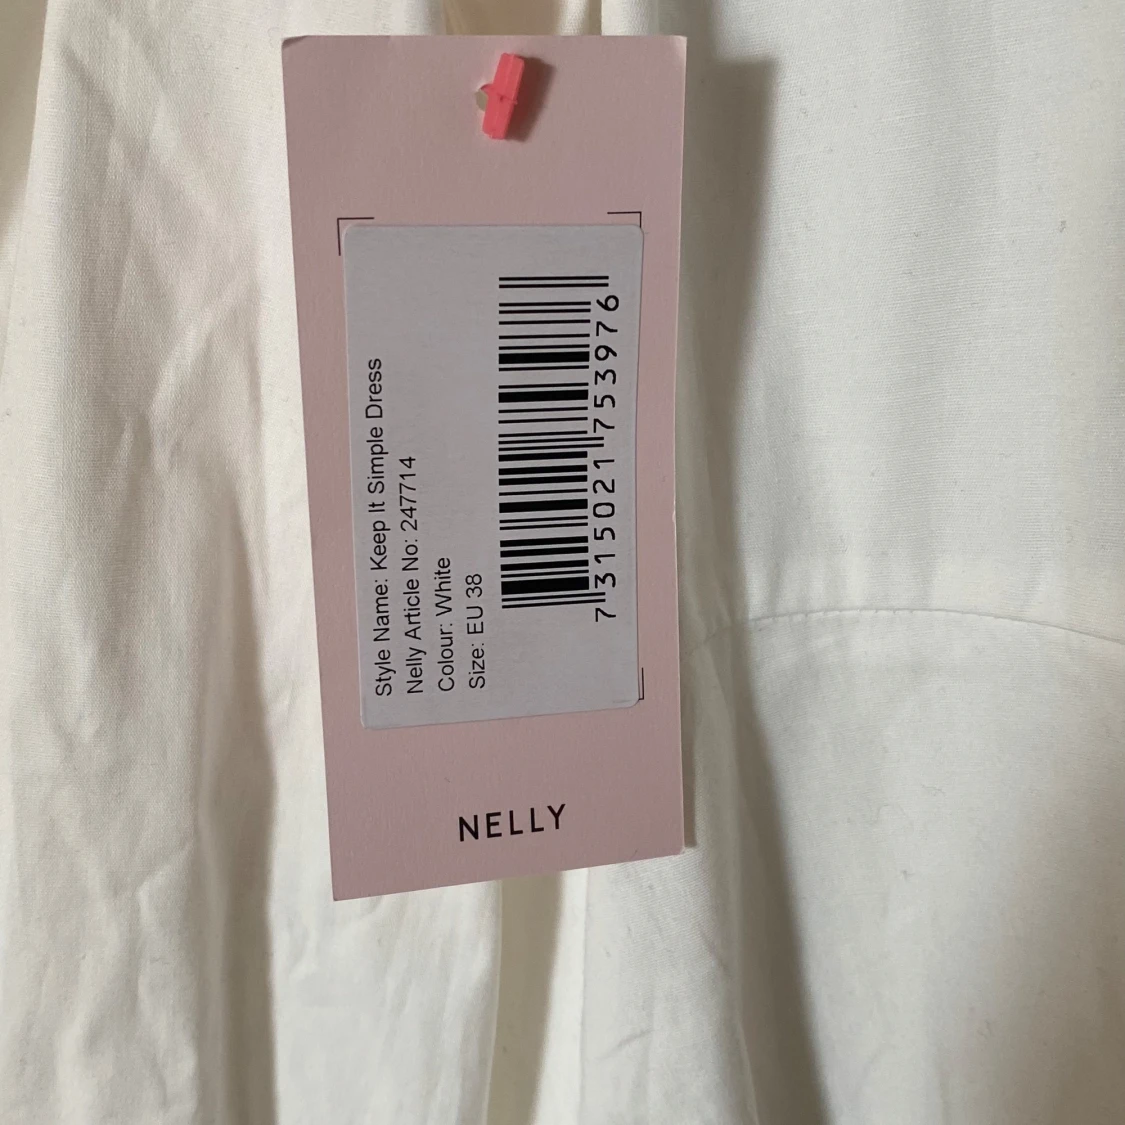 Style Name: Keep It Simple Dress
Nelly Article No: 247714
Colour: White
Size: EU 38
7 315021 753976
NELLY